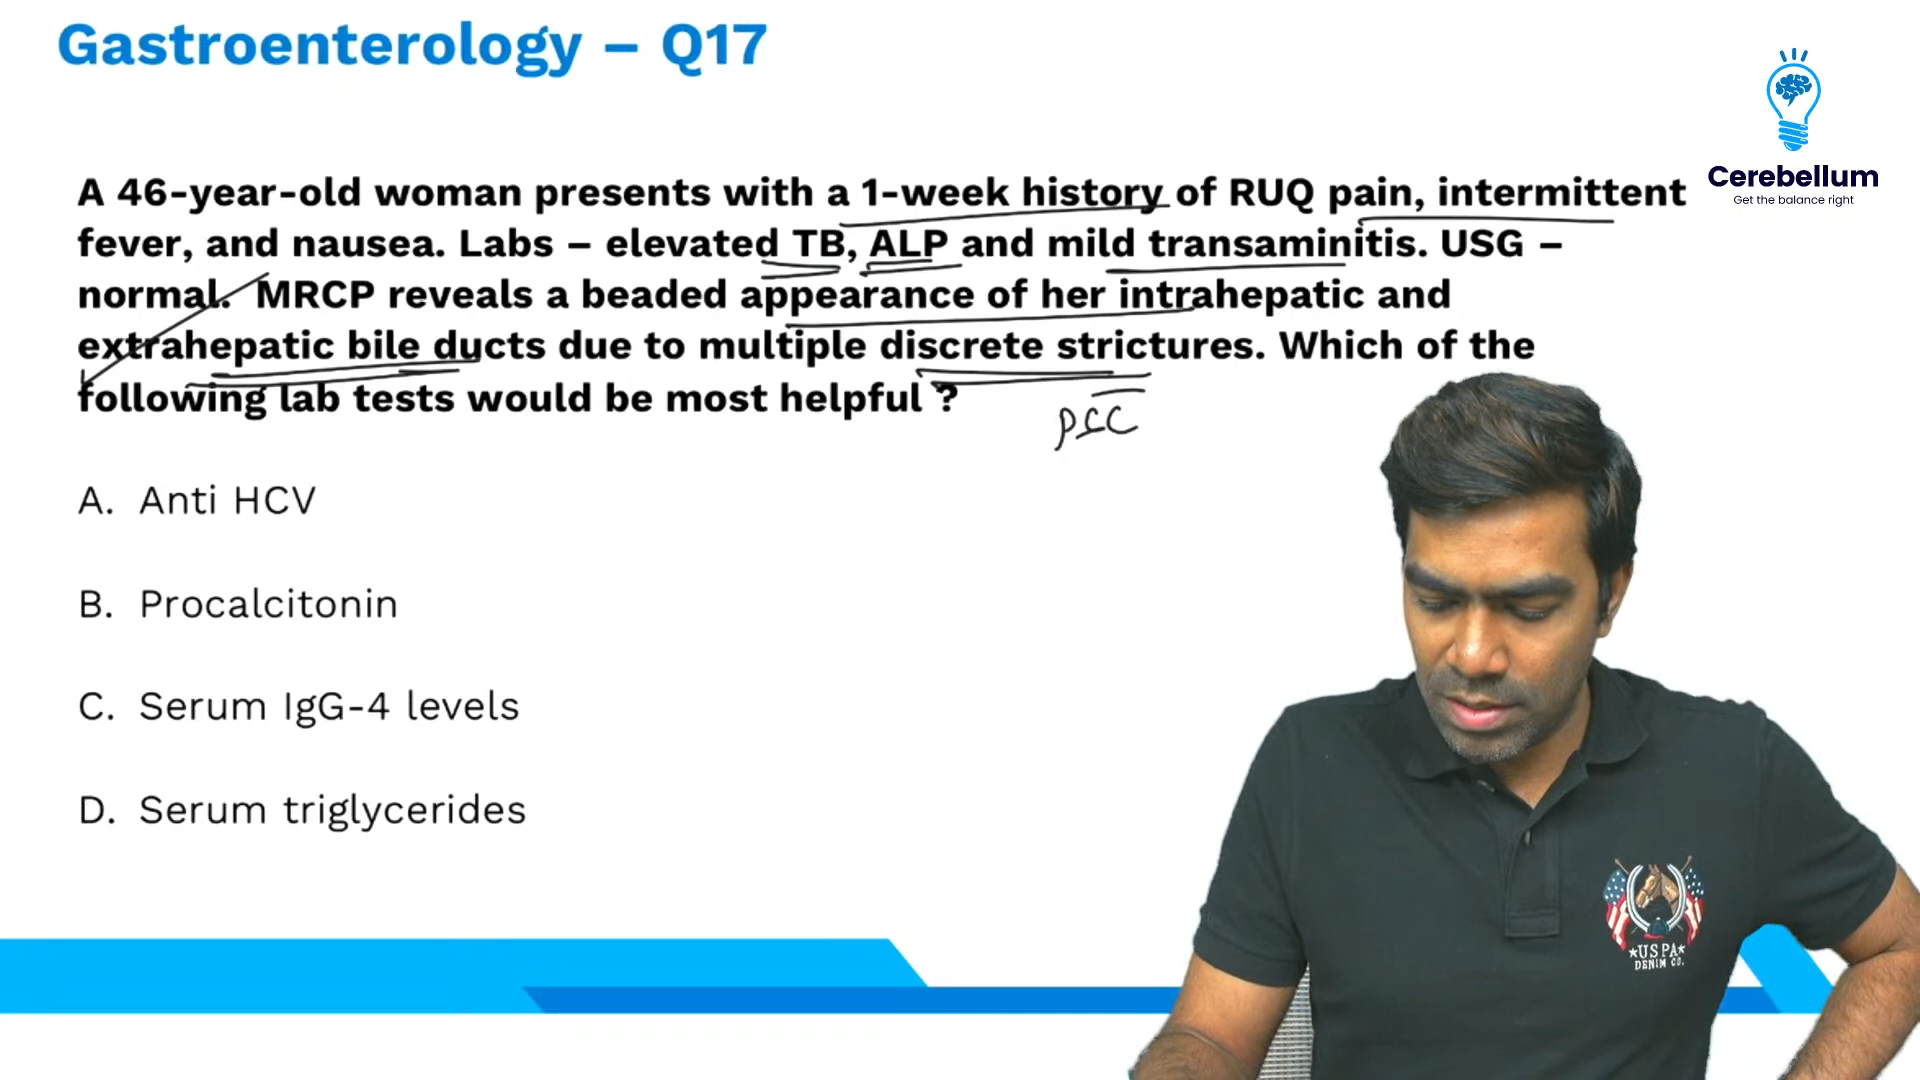 Gastroenterology – Q17
Cerebellum
Get the balance right
A 46-year-old woman presents with a 1-week history of RUQ pain, intermittent
fever, and nausea. Labs – elevated TB, ALP and mild transaminitis. USG –
normal. MRCP reveals a beaded appearance of her intrahepatic and
extrahepatic bile ducts due to multiple discrete strictures. Which of the
following lab tests would be most helpful ?
PSC
A. Anti HCV
B. Procalcitonin
C. Serum IgG-4 levels
D. Serum triglycerides
★USPA★
DENIM CO.